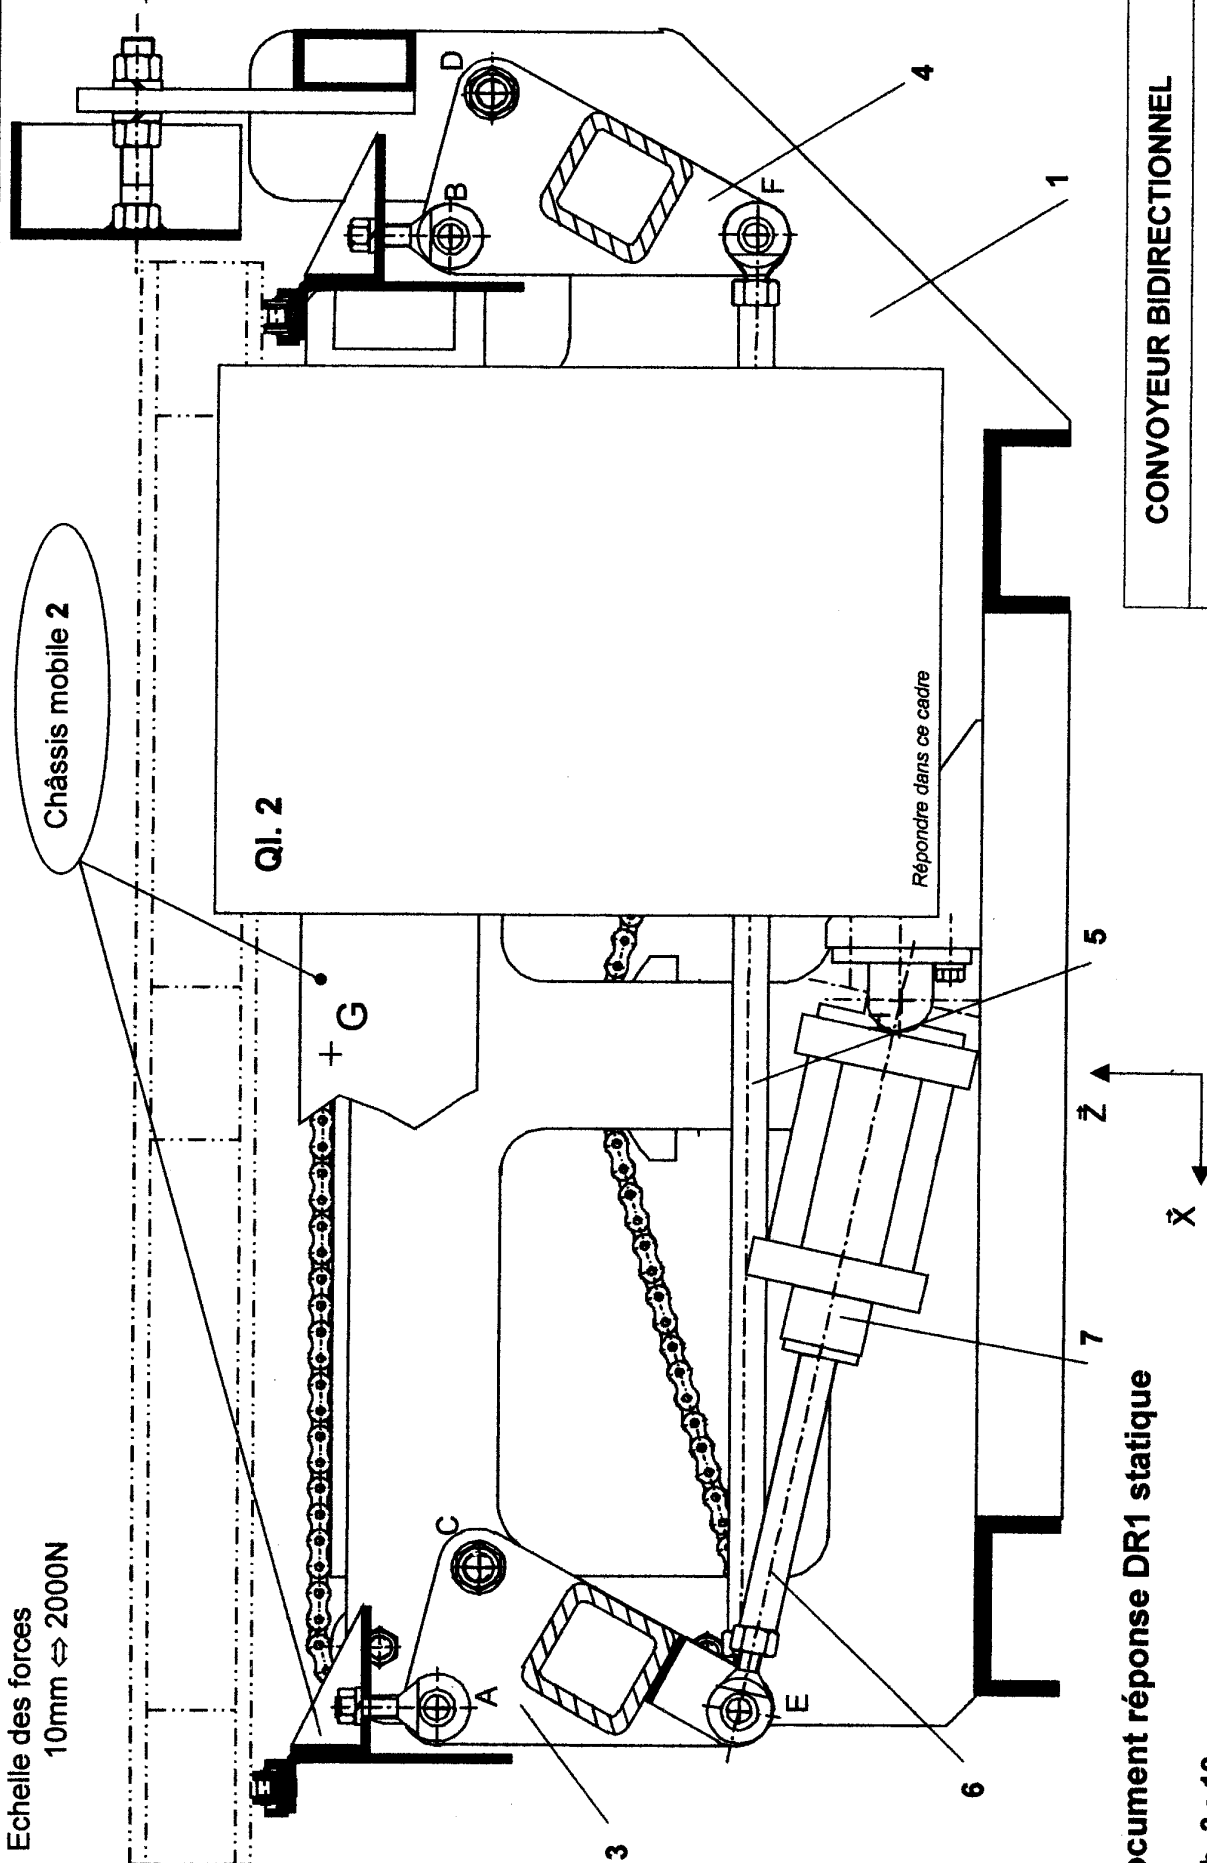 Echelle des forces
10mm ⇔ 2000N
Châssis mobile 2
QI. 2
Répondre dans ce cadre
G
A
C
E
B
D
F
3
6
7
5
1
4
X
Z
ocument réponse DR1 statique
CONVOYEUR BIDIRECTIONNEL